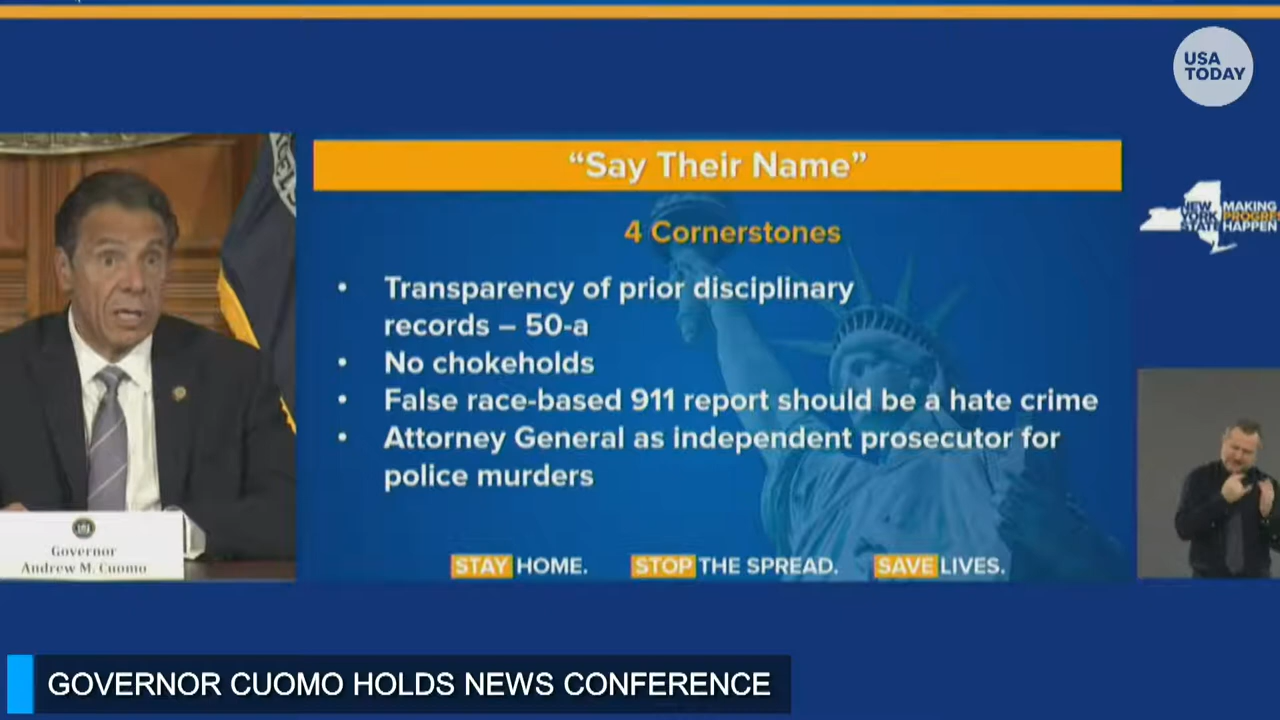 USA
TODAY
“Say Their Name”
4 Cornerstones
• Transparency of prior disciplinary
records – 50-a
• No chokeholds
• False race-based 911 report should be a hate crime
• Attorney General as independent prosecutor for
police murders
STAY HOME. STOP THE SPREAD. SAVE LIVES.
NEW
YORK
STATE
MAKING
PROGRE
HAPPEN
Governor
Andrew M. Cuomo
GOVERNOR CUOMO HOLDS NEWS CONFERENCE